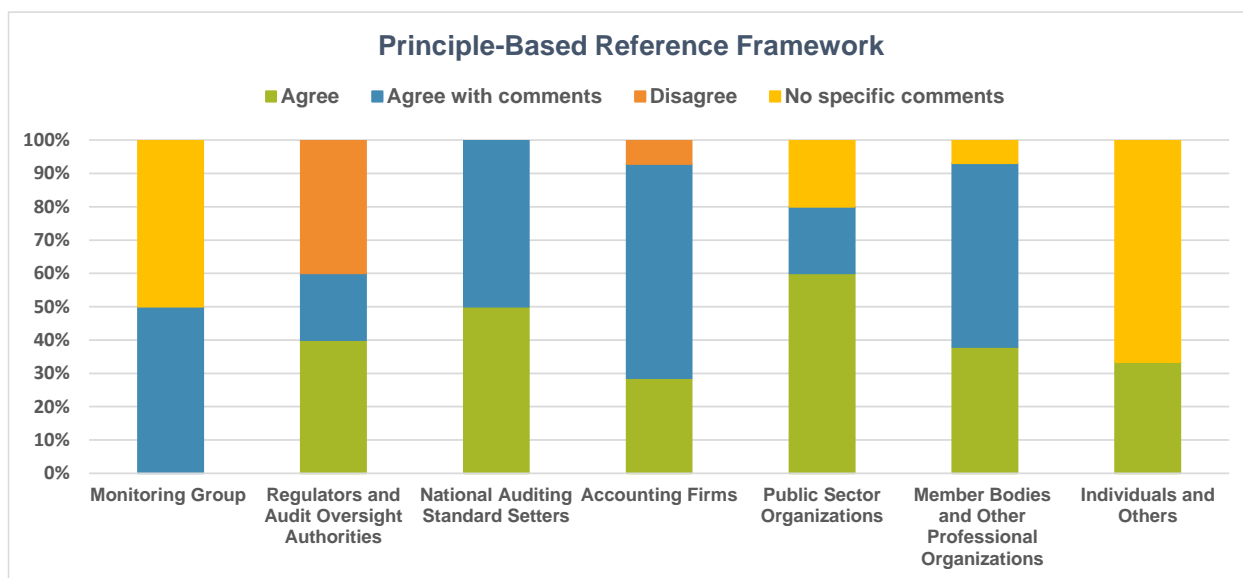 Principle-Based Reference Framework
Agree Agree with comments Disagree No specific comments
100%
90%
80%
70%
60%
50%
40%
30%
20%
10%
0%
Monitoring Group
Regulators and
Audit Oversight
Authorities
National Auditing
Standard Setters
Accounting Firms
Public Sector
Organizations
Member Bodies
and Other
Professional
Organizations
Individuals and
Others